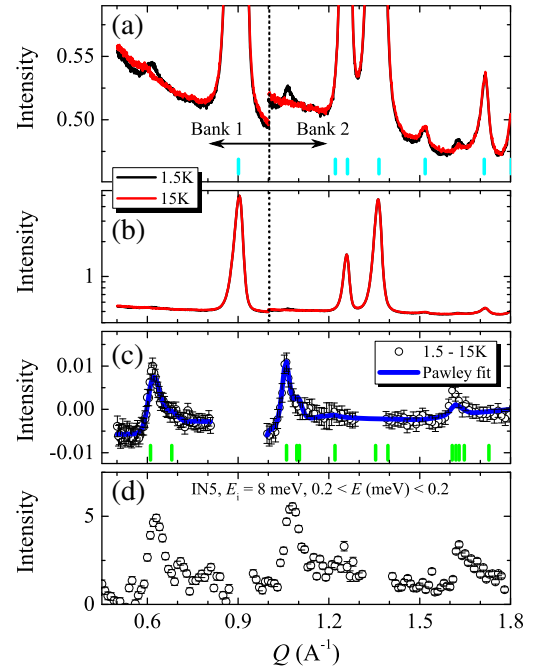 (a)
0.55
0.50
Intensity
Bank 1
Bank 2
1.5K
15K
(b)
1
Intensity
(c)
1.5 - 15K
Pawley fit
0.01
0.00
-0.01
Intensity
(d)
IN5, E_i = 8 meV, 0.2 < E (meV) < 0.2
5
0
Intensity
0.6 0.9 1.2 1.5 1.8
Q (A⁻¹)